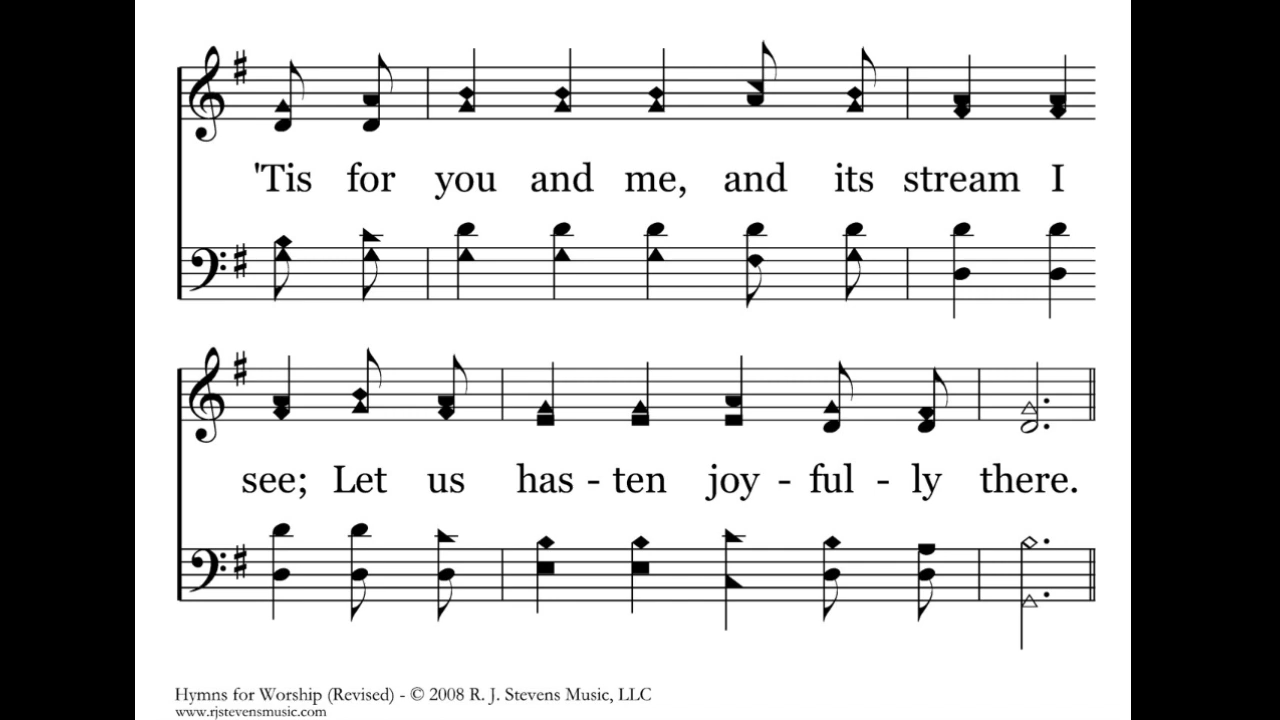 'Tis for you and me, and its stream I
see; Let us has - ten joy - ful - ly there.
Hymns for Worship (Revised) - © 2008 R. J. Stevens Music, LLC
www.rjstevensmusic.com